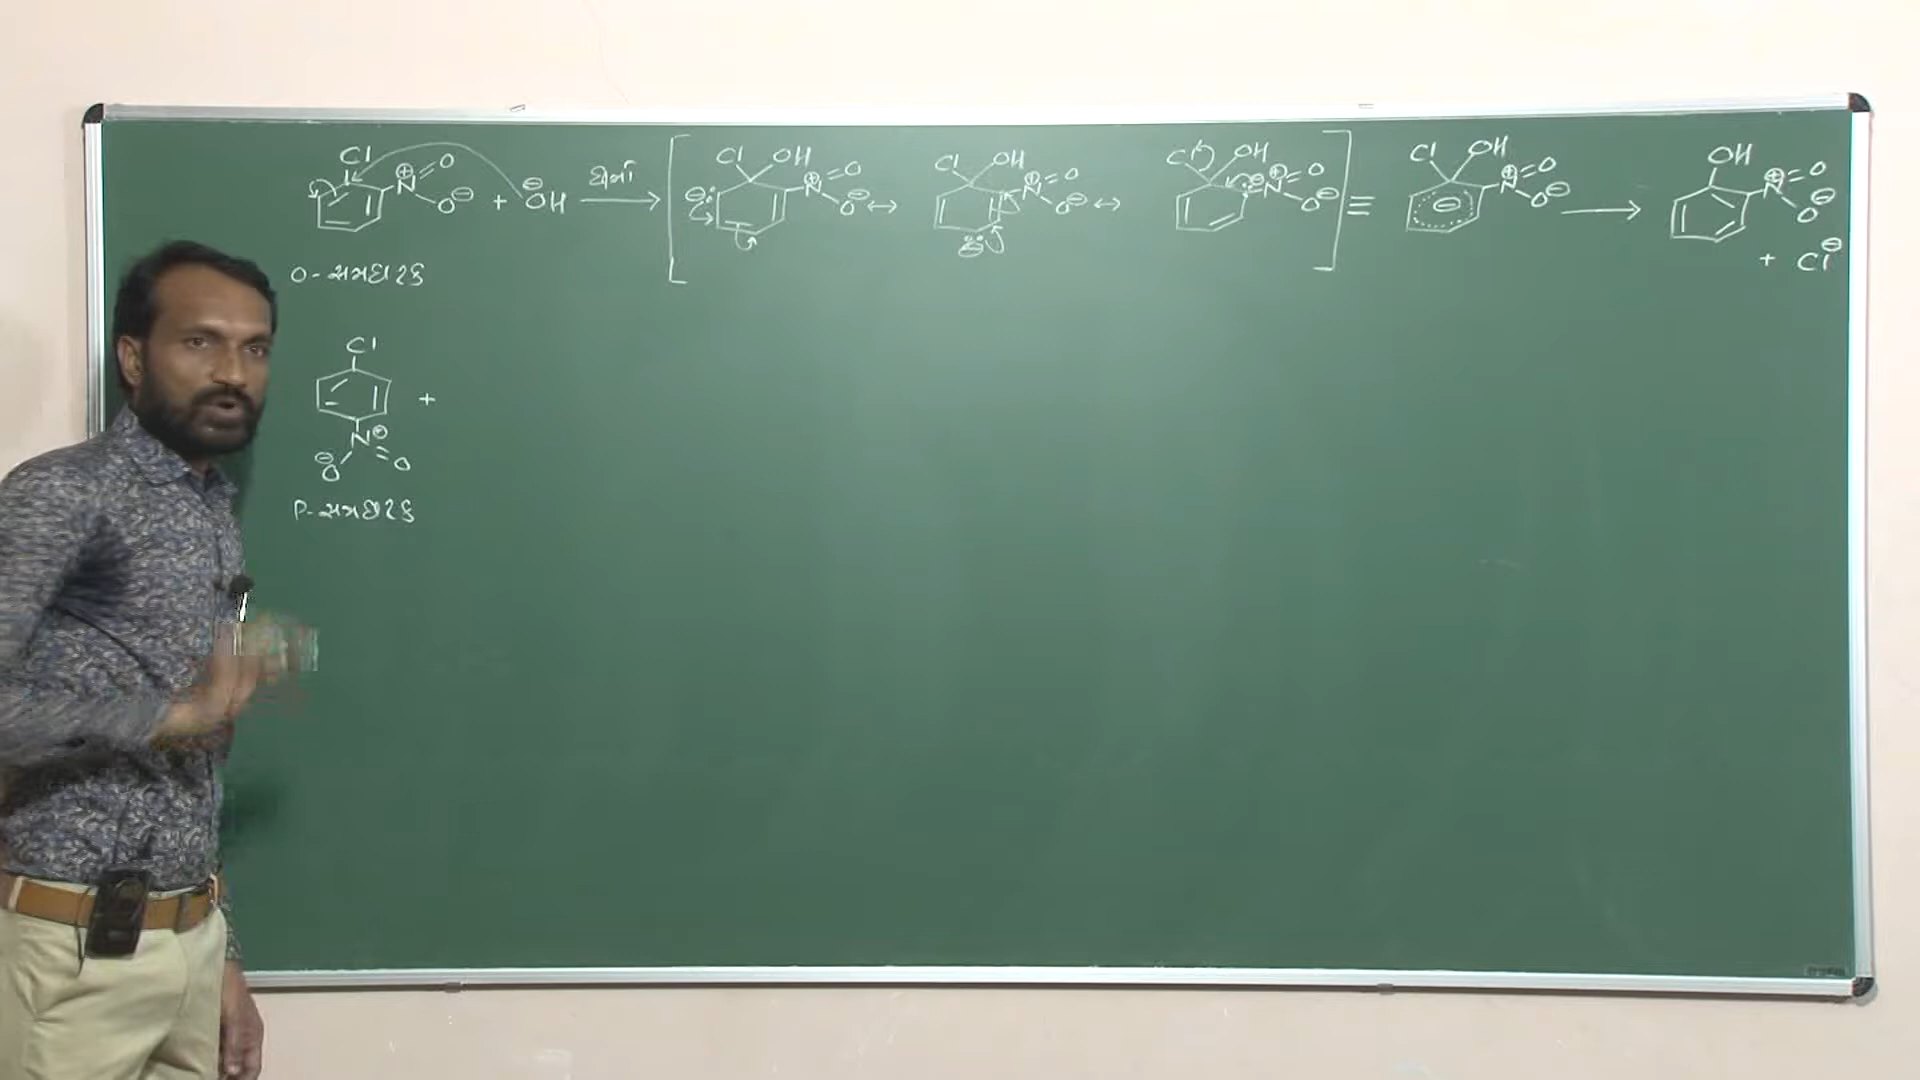 Cl N⊕ =O O⊖ + ⊖OH ધીમાં → [ Cl OH ⊖: N⊕ =O O⊖ ↔ Cl OH N⊕ =O O⊖ ↔ Cl OH ⊖ N⊕ =O O⊖ ] ≡ Cl OH ⊖ N⊕ =O O⊖ → OH N⊕ =O O⊖
+ Cl⊖
O- સમઘટક
Cl
+
N⊕
⊖O O
P- સમઘટક